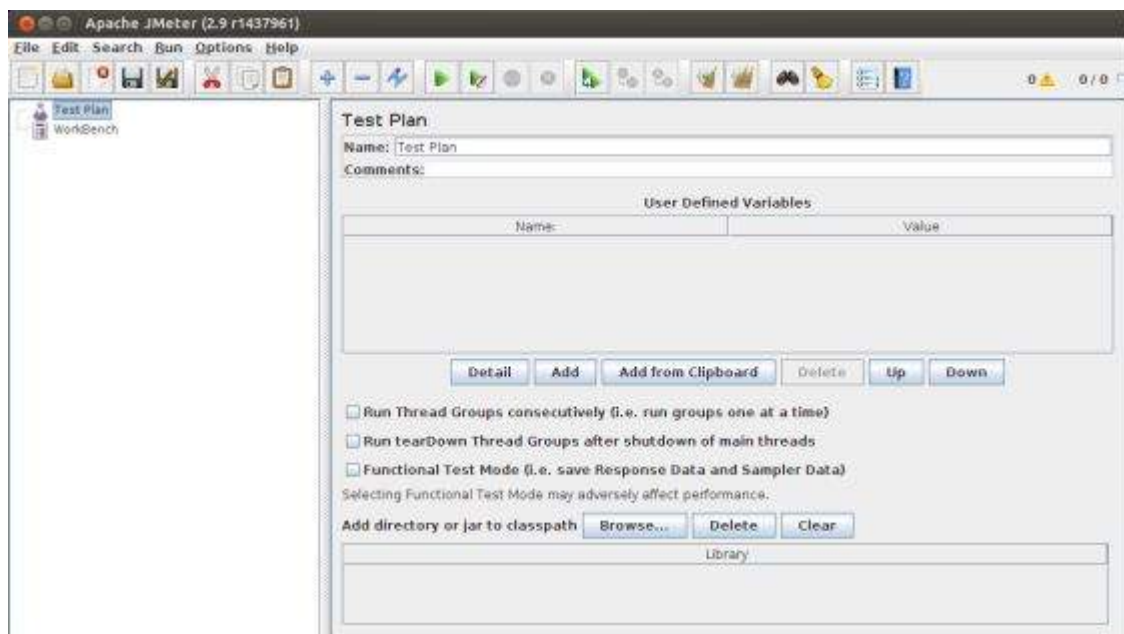 Apache JMeter (2.9 r1437961)
File Edit Search Run Options Help
0 0 / 0
Test Plan
WorkBench
Test Plan
Name: Test Plan
Comments:
User Defined Variables
Name: Value
Detail Add Add from Clipboard Delete Up Down
Run Thread Groups consecutively (i.e. run groups one at a time)
Run tearDown Thread Groups after shutdown of main threads
Functional Test Mode (i.e. save Response Data and Sampler Data)
Selecting Functional Test Mode may adversely affect performance.
Add directory or jar to classpath Browse... Delete Clear
Library